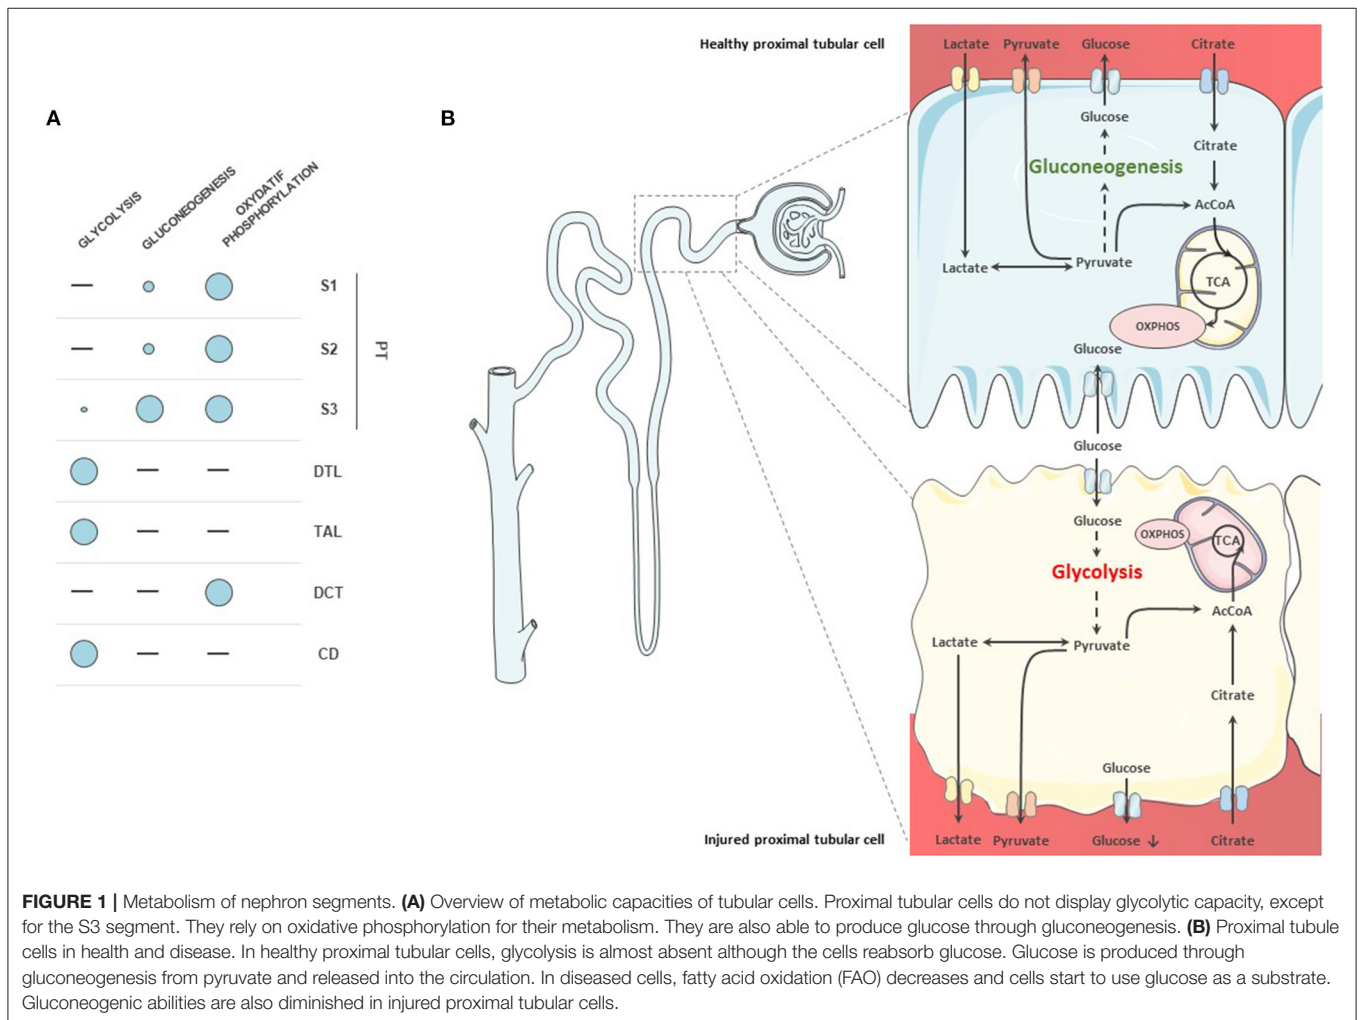 Healthy proximal tubular cell
Lactate Pyruvate Glucose Citrate
A
B
GLYCOLYSIS
GLUCONEOGENESIS
OXYDATIF
PHOSPHORYLATION
S1
S2
S3
PT
DTL
TAL
DCT
CD
Glucose
Citrate
Gluconeogenesis
AcCoA
Lactate
Pyruvate
TCA
OXPHOS
Glucose
Glucose
Glucose
OXPHOS
TCA
Glycolysis
AcCoA
Lactate
Pyruvate
Citrate
Glucose
Injured proximal tubular cell
Lactate Pyruvate Glucose ↓ Citrate
FIGURE 1 | Metabolism of nephron segments. (A) Overview of metabolic capacities of tubular cells. Proximal tubular cells do not display glycolytic capacity, except
for the S3 segment. They rely on oxidative phosphorylation for their metabolism. They are also able to produce glucose through gluconeogenesis. (B) Proximal tubule
cells in health and disease. In healthy proximal tubular cells, glycolysis is almost absent although the cells reabsorb glucose. Glucose is produced through
gluconeogenesis from pyruvate and released into the circulation. In diseased cells, fatty acid oxidation (FAO) decreases and cells start to use glucose as a substrate.
Gluconeogenic abilities are also diminished in injured proximal tubular cells.